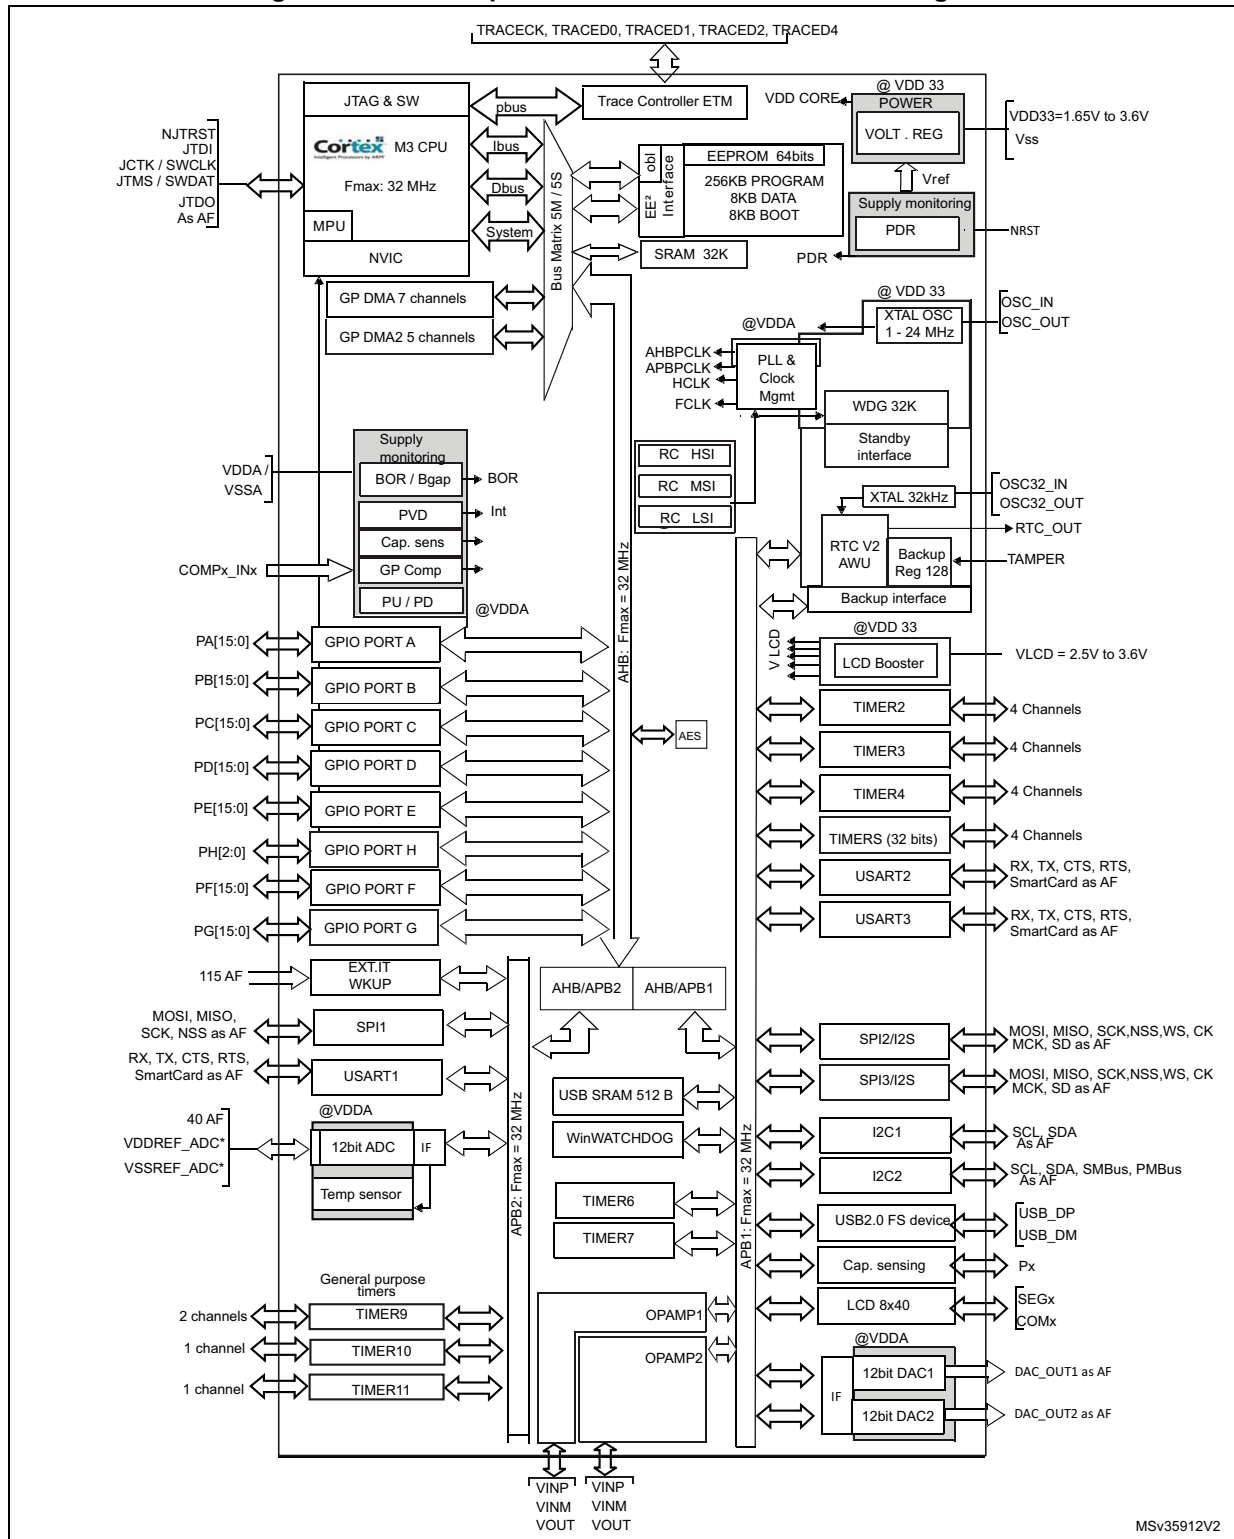 TRACECK, TRACED0, TRACED1, TRACED2, TRACED4
JTAG & SW
pbus
Trace Controller ETM
VDD CORE
@ VDD 33
POWER
VOLT . REG
VDD33=1.65V to 3.6V
Vss
NJTRST
JTDI
JCTK / SWCLK
JTMS / SWDAT
JTDO
As AF
Cortex
M3 CPU
Fmax: 32 MHz
MPU
NVIC
Ibus
Dbus
System
Bus Matrix 5M / 5S
obl
EE² Interface
EEPROM 64bits
256KB PROGRAM
8KB DATA
8KB BOOT
SRAM 32K
Vref
Supply monitoring
PDR
NRST
PDR
GP DMA 7 channels
GP DMA2 5 channels
@ VDD 33
XTAL OSC
1 - 24 MHz
OSC_IN
OSC_OUT
@VDDA
AHBPCLK
APBPCLK
HCLK
FCLK
PLL &
Clock
Mgmt
WDG 32K
Standby
interface
RC HSI
RC MSI
RC LSI
XTAL 32kHz
OSC32_IN
OSC32_OUT
RTC_OUT
RTC V2
AWU
Backup
Reg 128
TAMPER
Backup interface
VDDA /
VSSA
Supply
monitoring
BOR / Bgap
BOR
PVD
Int
Cap. sens
GP Comp
PU / PD
COMPx_INx
@VDDA
AHB: Fmax = 32 MHz
@VDD 33
V LCD
LCD Booster
VLCD = 2.5V to 3.6V
PA[15:0]
GPIO PORT A
PB[15:0]
GPIO PORT B
PC[15:0]
GPIO PORT C
PD[15:0]
GPIO PORT D
PE[15:0]
GPIO PORT E
PH[2:0]
GPIO PORT H
PF[15:0]
GPIO PORT F
PG[15:0]
GPIO PORT G
AES
TIMER2
4 Channels
TIMER3
4 Channels
TIMER4
4 Channels
TIMERS (32 bits)
4 Channels
USART2
RX, TX, CTS, RTS,
SmartCard as AF
USART3
RX, TX, CTS, RTS,
SmartCard as AF
115 AF
EXT.IT
WKUP
AHB/APB2
AHB/APB1
MOSI, MISO,
SCK, NSS as AF
SPI1
RX, TX, CTS, RTS,
SmartCard as AF
USART1
40 AF
VDDREF_ADC*
VSSREF_ADC*
@VDDA
12bit ADC
IF
Temp sensor
APB2: Fmax = 32 MHz
USB SRAM 512 B
WinWATCHDOG
TIMER6
TIMER7
APB1: Fmax = 32 MHz
SPI2/I2S
MOSI, MISO, SCK,NSS,WS, CK
MCK, SD as AF
SPI3/I2S
MOSI, MISO, SCK,NSS,WS, CK
MCK, SD as AF
I2C1
SCL, SDA
As AF
I2C2
SCL, SDA, SMBus, PMBus
As AF
USB2.0 FS device
USB_DP
USB_DM
Cap. sensing
Px
LCD 8x40
SEGx
COMx
General purpose
timers
2 channels
TIMER9
1 channel
TIMER10
1 channel
TIMER11
OPAMP1
OPAMP2
@VDDA
IF
12bit DAC1
DAC_OUT1 as AF
12bit DAC2
DAC_OUT2 as AF
VINP
VINM
VOUT
VINP
VINM
VOUT
MSv35912V2